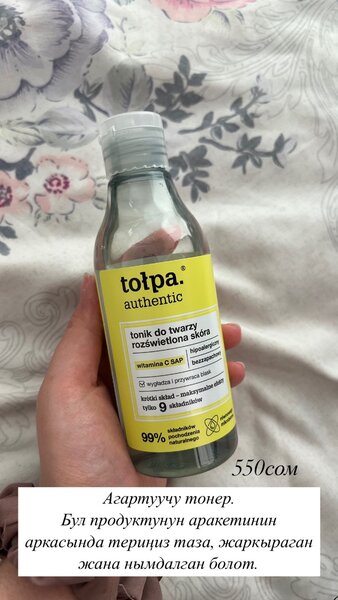 tołpa.®
authentic
tonik do twarzy
rozświetlona skóra
witamina C SAP
hipoalergiczny
bezzapachowy
wygładza i przywraca blask
krótki skład – maksymalne efekty
tylko 9 składników
99% składników
pochodzenia
naturalnego
550сом
Агартуучу тонер.
Бул продуктунун аракетинин
аркасында териңиз таза, жаркыраган
жана нымдалган болот.